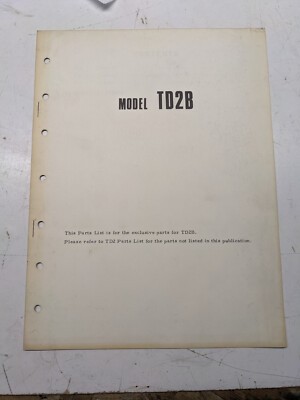 MODEL TD2B
This Parts List is for the exclusive parts for TD2B.
Please refer to TD2 Parts List for the parts not listed in this publication.